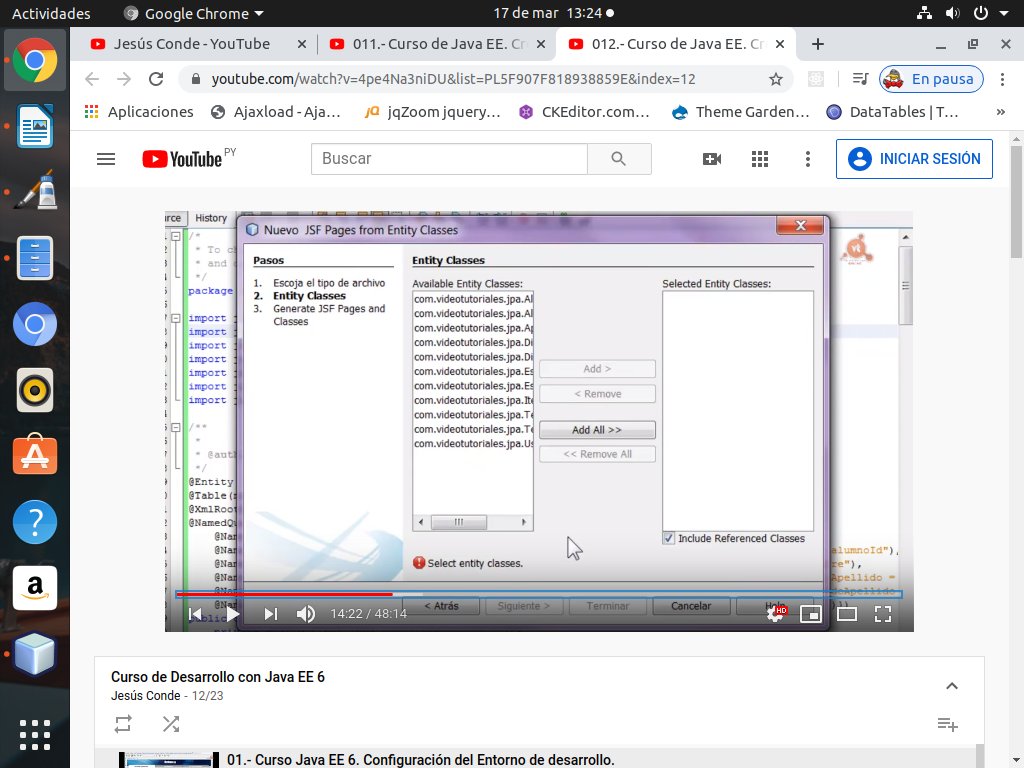 Actividades
Google Chrome
17 de mar 13:24
Jesús Conde - YouTube
011.- Curso de Java EE. Cr
012.- Curso de Java EE. Cr
youtube.com/watch?v=4pe4Na3niDU&list=PL5F907F818938859E&index=12
En pausa
Aplicaciones
Ajaxload - Aja...
jqZoom jquery...
CKEditor.com...
Theme Garden...
DataTables | T...
»
YouTube PY
Buscar
INICIAR SESIÓN
rce History
Nuevo JSF Pages from Entity Classes
Pasos
1. Escoja el tipo de archivo
2. Entity Classes
3. Generate JSF Pages and
Classes
Entity Classes
Available Entity Classes:
com.videotutoriales.jpa.Al
com.videotutoriales.jpa.Al
com.videotutoriales.jpa.Ap
com.videotutoriales.jpa.Di
com.videotutoriales.jpa.Di
com.videotutoriales.jpa.Es
com.videotutoriales.jpa.Es
com.videotutoriales.jpa.Ite
com.videotutoriales.jpa.Te
com.videotutoriales.jpa.Te
com.videotutoriales.jpa.Us
Add >
< Remove
Add All >>
<< Remove All
Selected Entity Classes:
Include Referenced Classes
Select entity classes.
< Atrás
Siguiente >
Terminar
Cancelar
Help
/*
* To c
* and o
*/
package
import
import
import
import
import
import
import
/**
*
* @auth
*/
@Entity
@Table(n
@XmlRoot
@NamedQu
@Nam
@Nam
@Nam
@Nam
@Nam
@Nam
public
alumnoId"),
re"),
Apellido =
doApellido
14:22 / 48:14
HD
Curso de Desarrollo con Java EE 6
Jesús Conde - 12/23
01.- Curso Java EE 6. Configuración del Entorno de desarrollo.